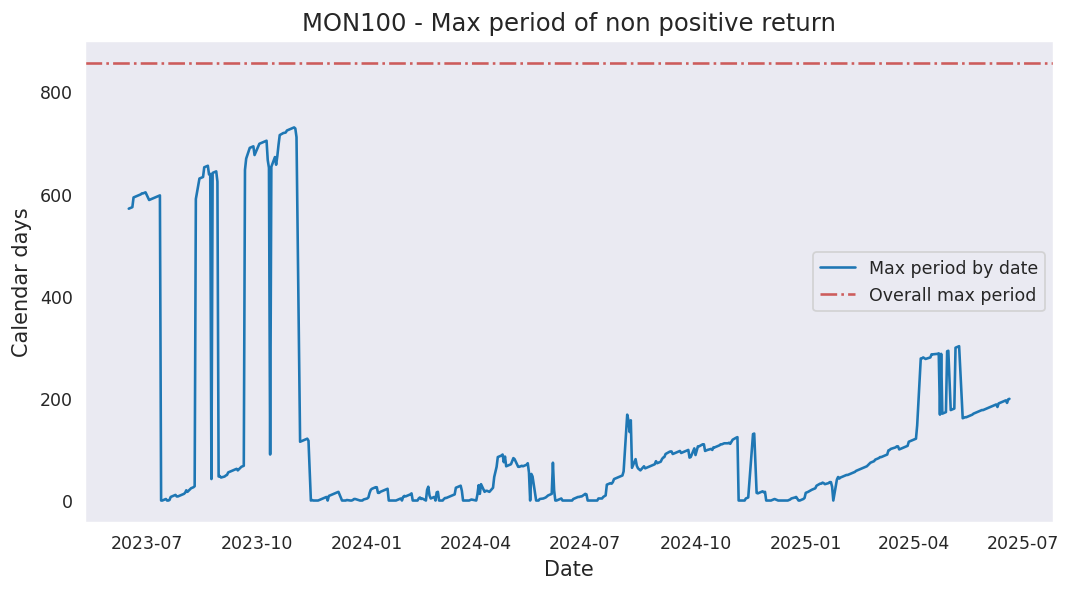 MON100 - Max period of non positive return
Calendar days
800
600
400
200
0
Max period by date
Overall max period
2023-07 2023-10 2024-01 2024-04 2024-07 2024-10 2025-01 2025-04 2025-07
Date